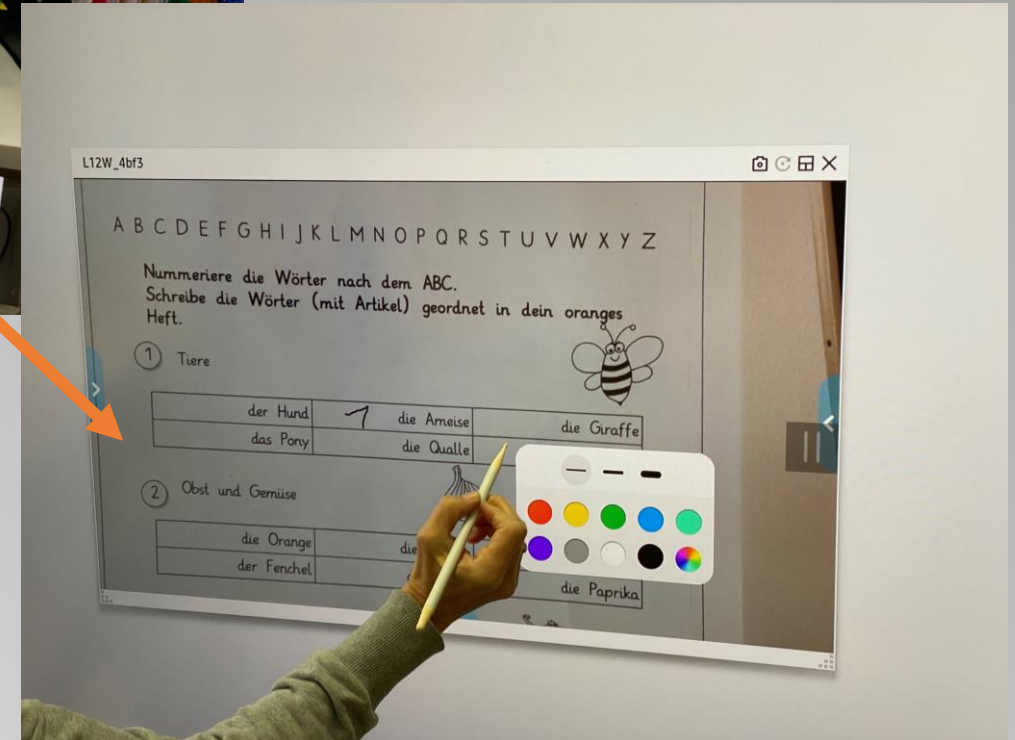 L12W_4bf3
A B C D E F G H I J K L M N O P Q R S T U V W X Y Z
Nummeriere die Wörter nach dem ABC.
Schreibe die Wörter (mit Artikel) geordnet in dein oranges
Heft.
1 Tiere
der Hund 1 die Ameise die Giraffe
das Pony die Qualle
2 Obst und Gemüse
die Orange die
der Fenchel die Paprika